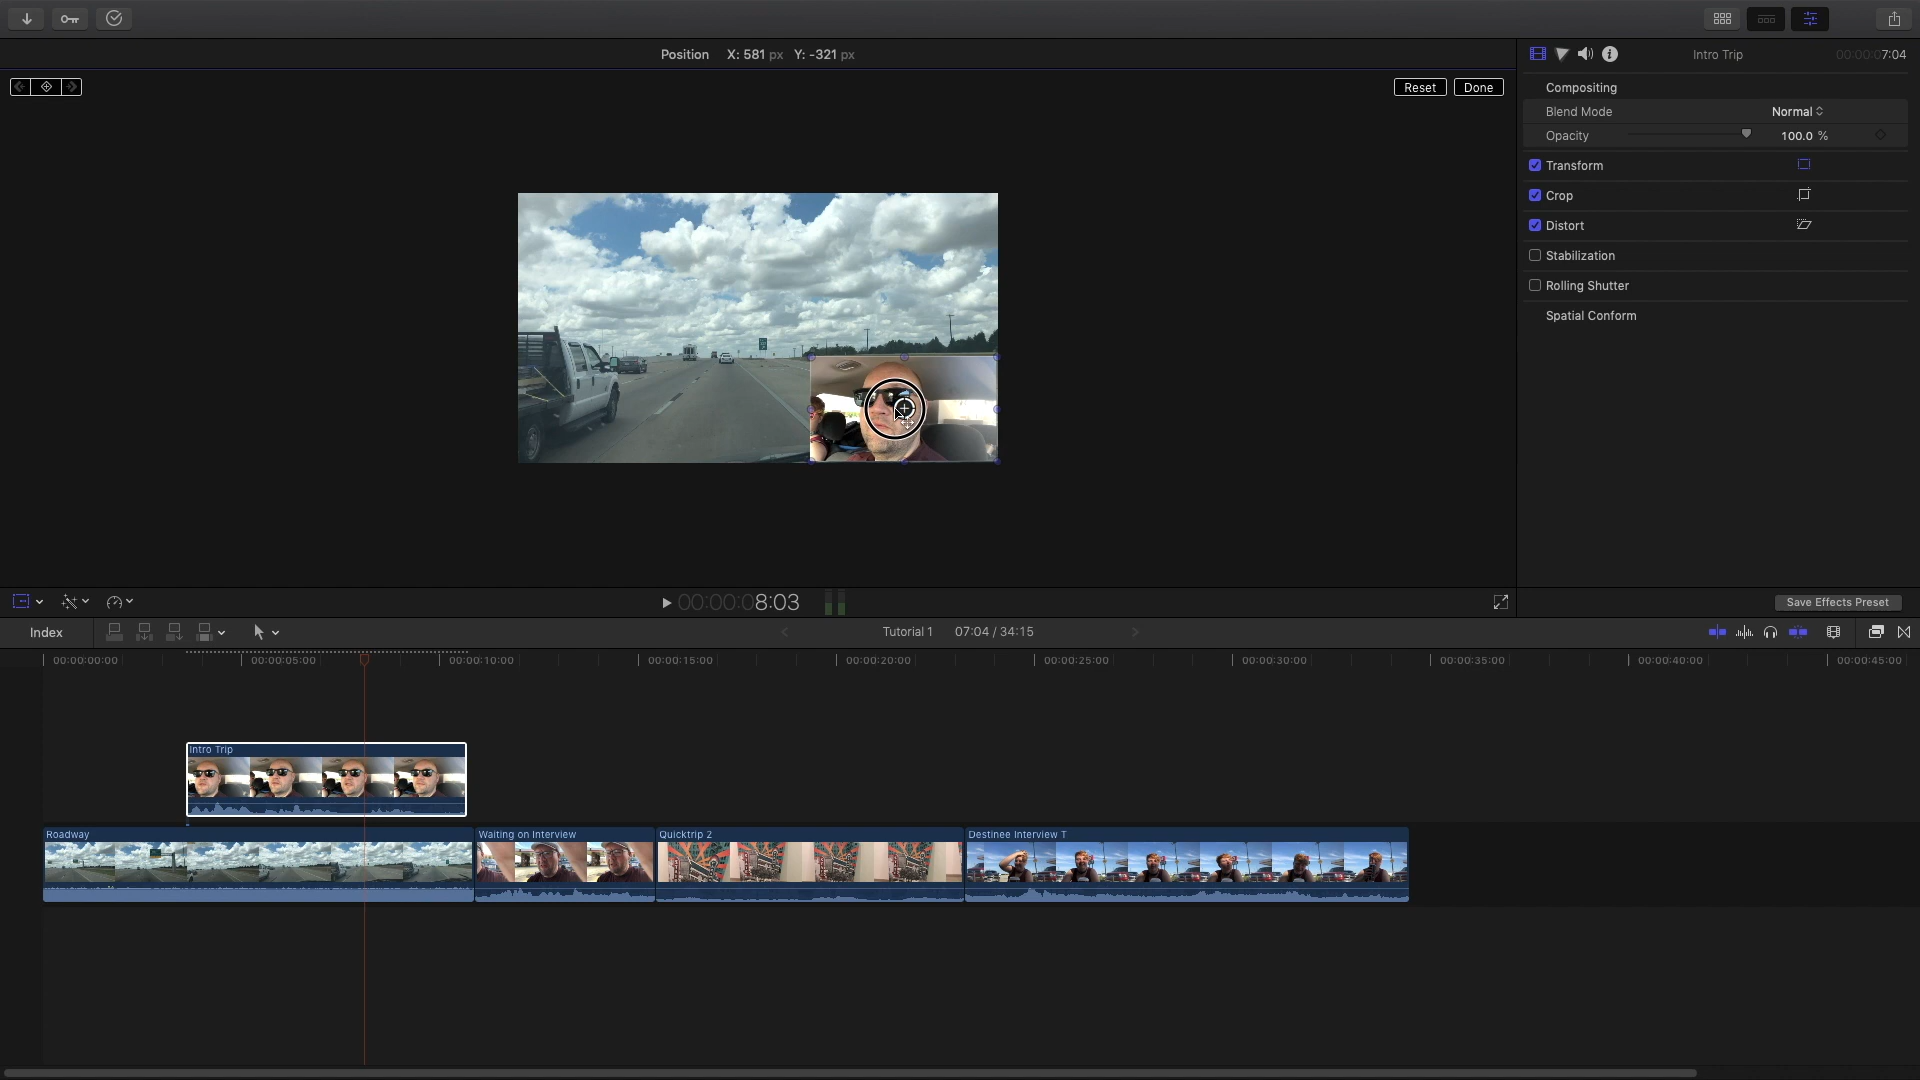 Position X: 581 px Y: -321 px
Intro Trip 00:00:07:04
Reset Done
Compositing
Blend Mode Normal
Opacity 100.0 %
Transform
Crop
Distort
Stabilization
Rolling Shutter
Spatial Conform
00:00:08:03
Save Effects Preset
Index
Tutorial 1 07:04 / 34:15
00:00:00:00 00:00:05:00 00:00:10:00 00:00:15:00 00:00:20:00 00:00:25:00 00:00:30:00 00:00:35:00 00:00:40:00 00:00:45:00
Intro Trip
Roadway Waiting on Interview Quicktrip 2 Destinee Interview T